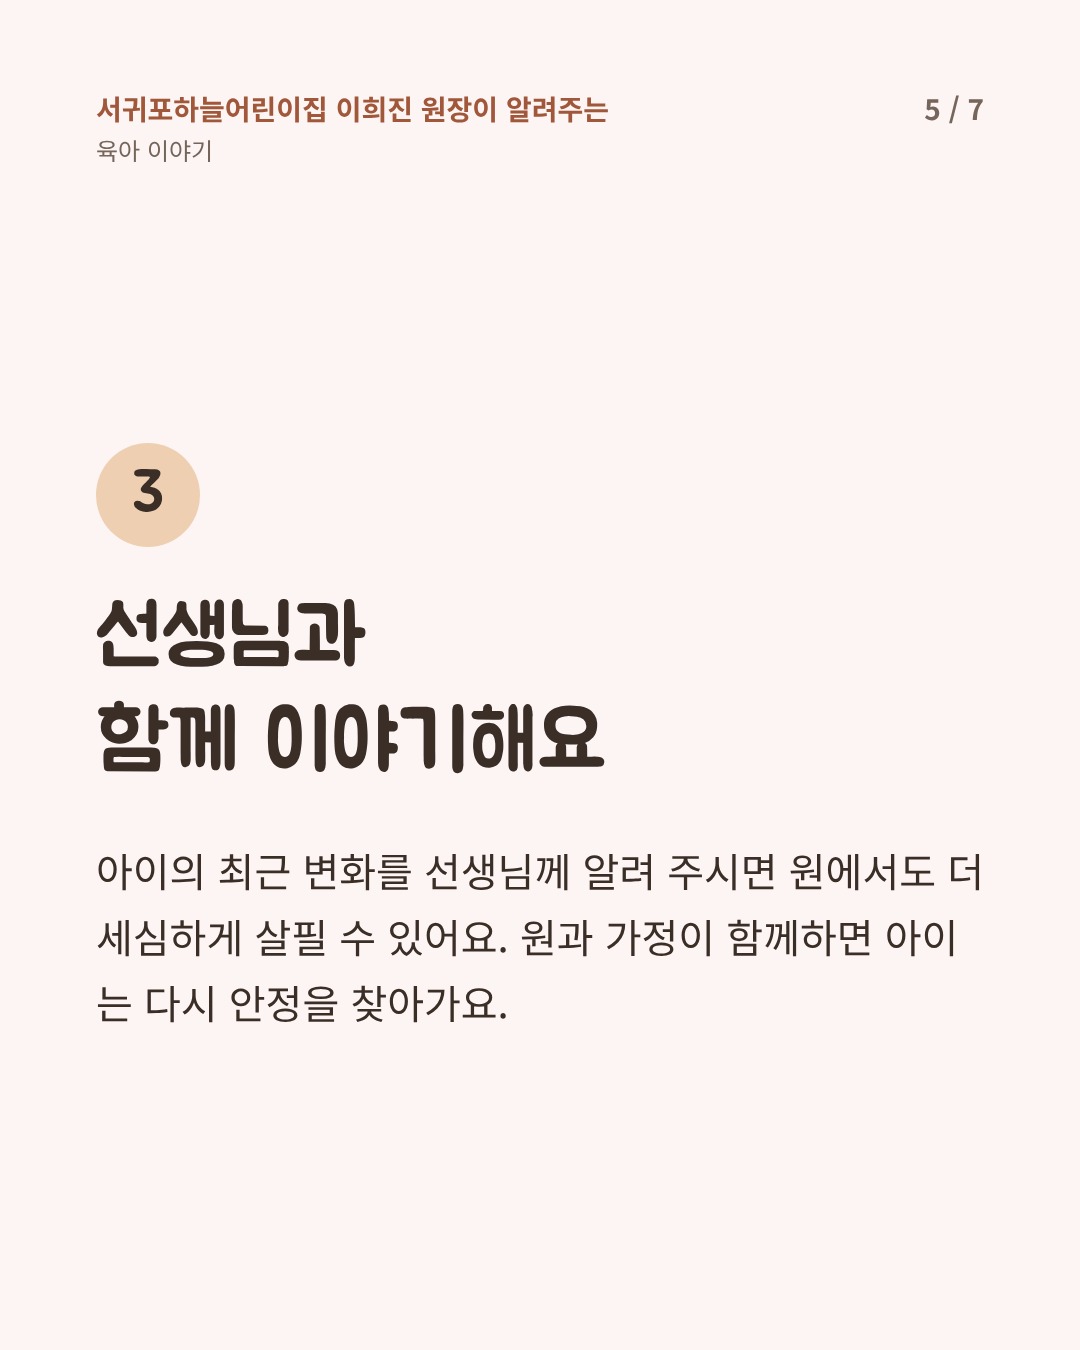 서귀포하늘어린이집 이희진 원장이 알려주는
5 / 7
육아 이야기
3
선생님과
함께 이야기해요
아이의 최근 변화를 선생님께 알려 주시면 원에서도 더
세심하게 살필 수 있어요. 원과 가정이 함께하면 아이
는 다시 안정을 찾아가요.